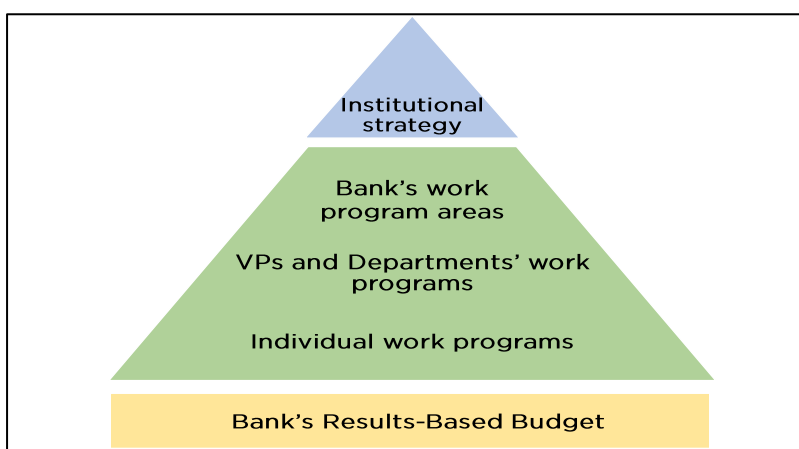 Institutional
strategy
Bank’s work
program areas
VPs and Departments’ work
programs
Individual work programs
Bank’s Results-Based Budget